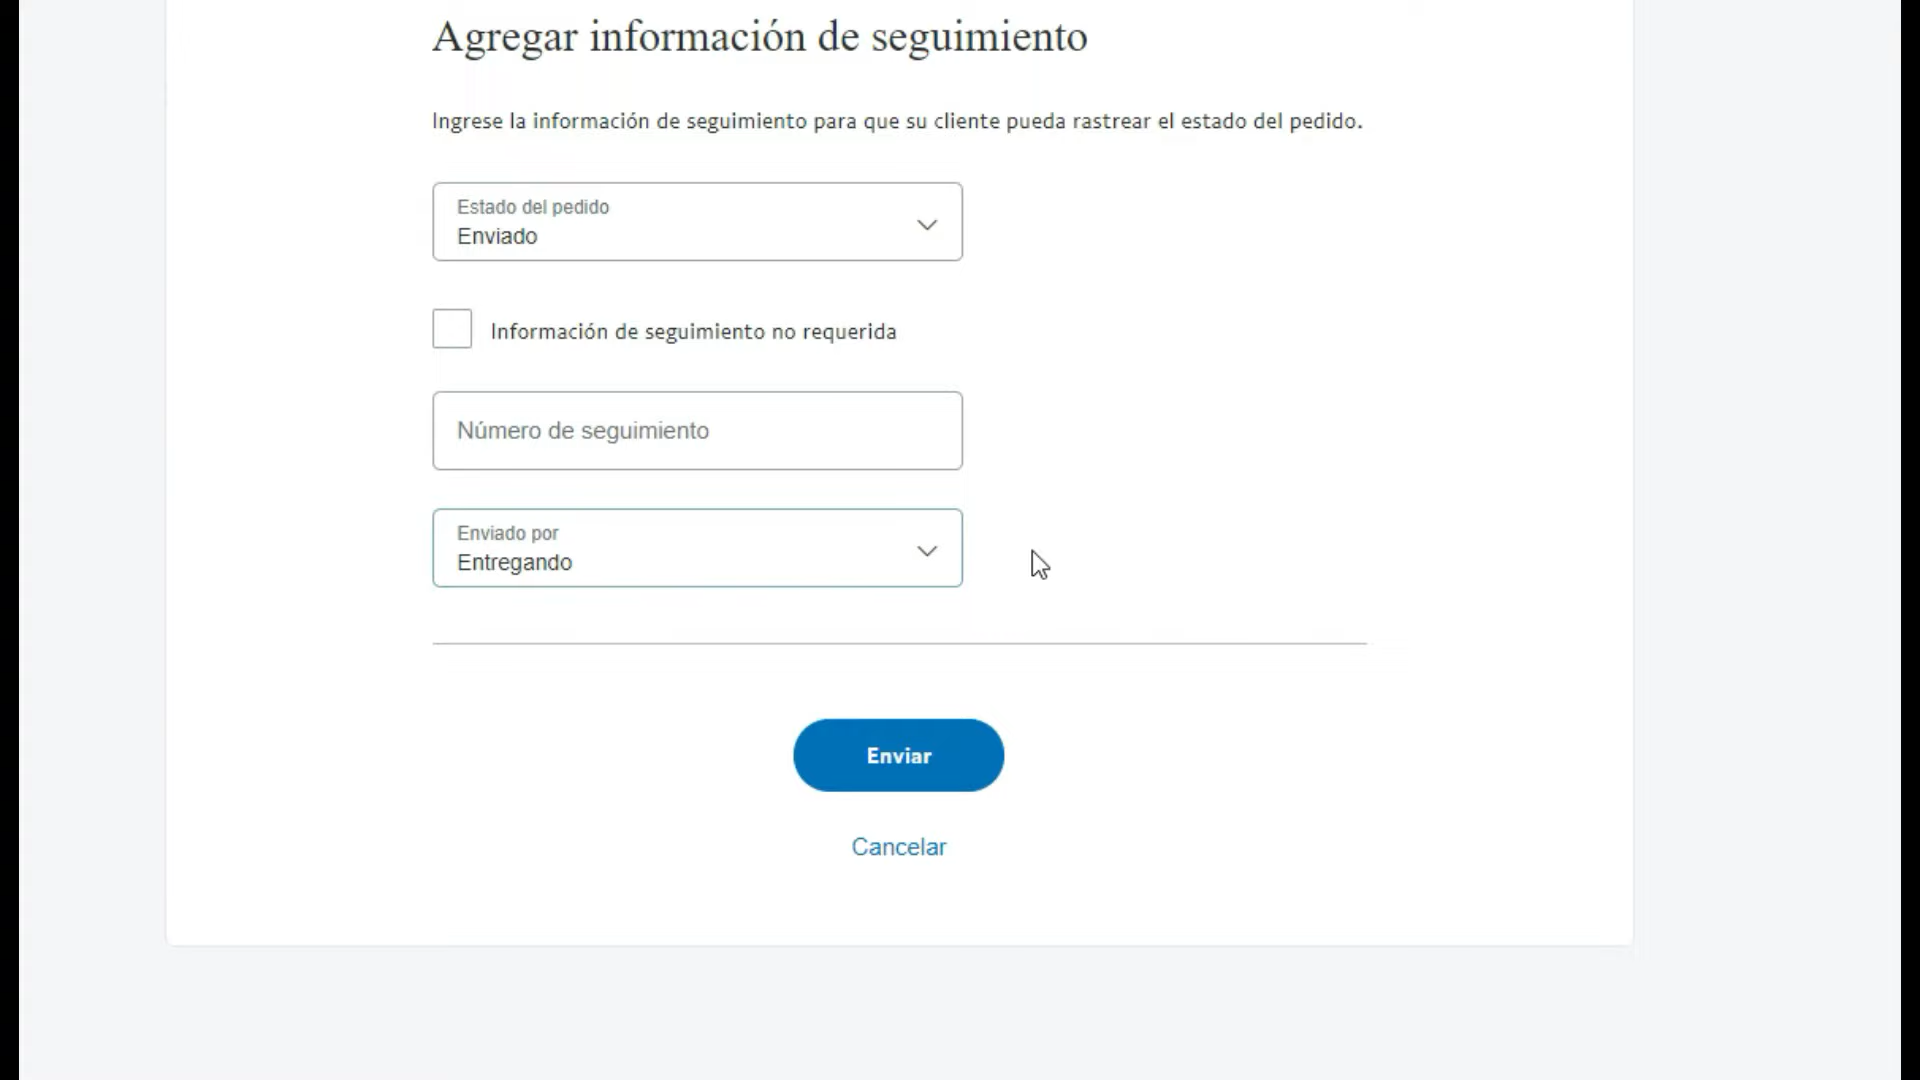 Agregar información de seguimiento
Ingrese la información de seguimiento para que su cliente pueda rastrear el estado del pedido.
Estado del pedido
Enviado
Información de seguimiento no requerida
Número de seguimiento
Enviado por
Entregando
Enviar
Cancelar